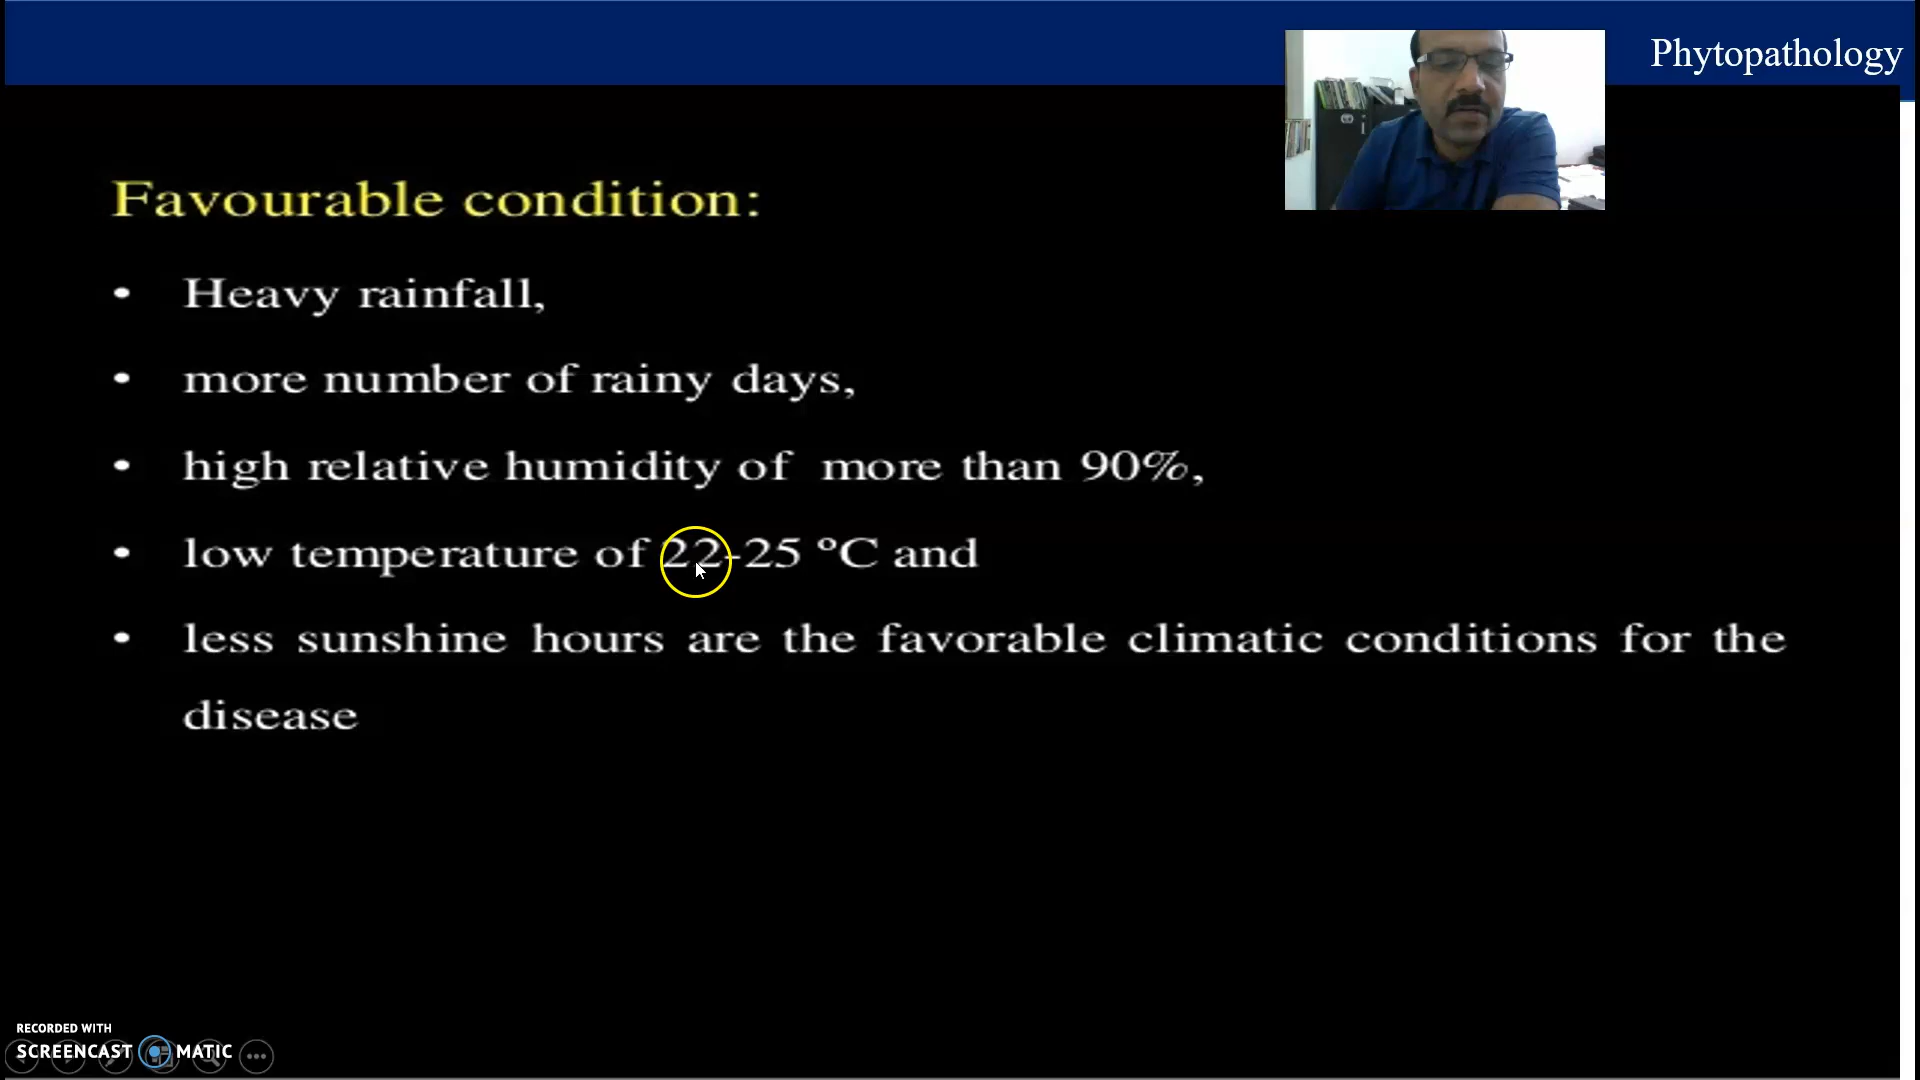 Phytopathology
Favourable condition:
• Heavy rainfall,
• more number of rainy days,
• high relative humidity of more than 90%,
• low temperature of 22-25 °C and
• less sunshine hours are the favorable climatic conditions for the
disease
RECORDED WITH
SCREENCAST MATIC